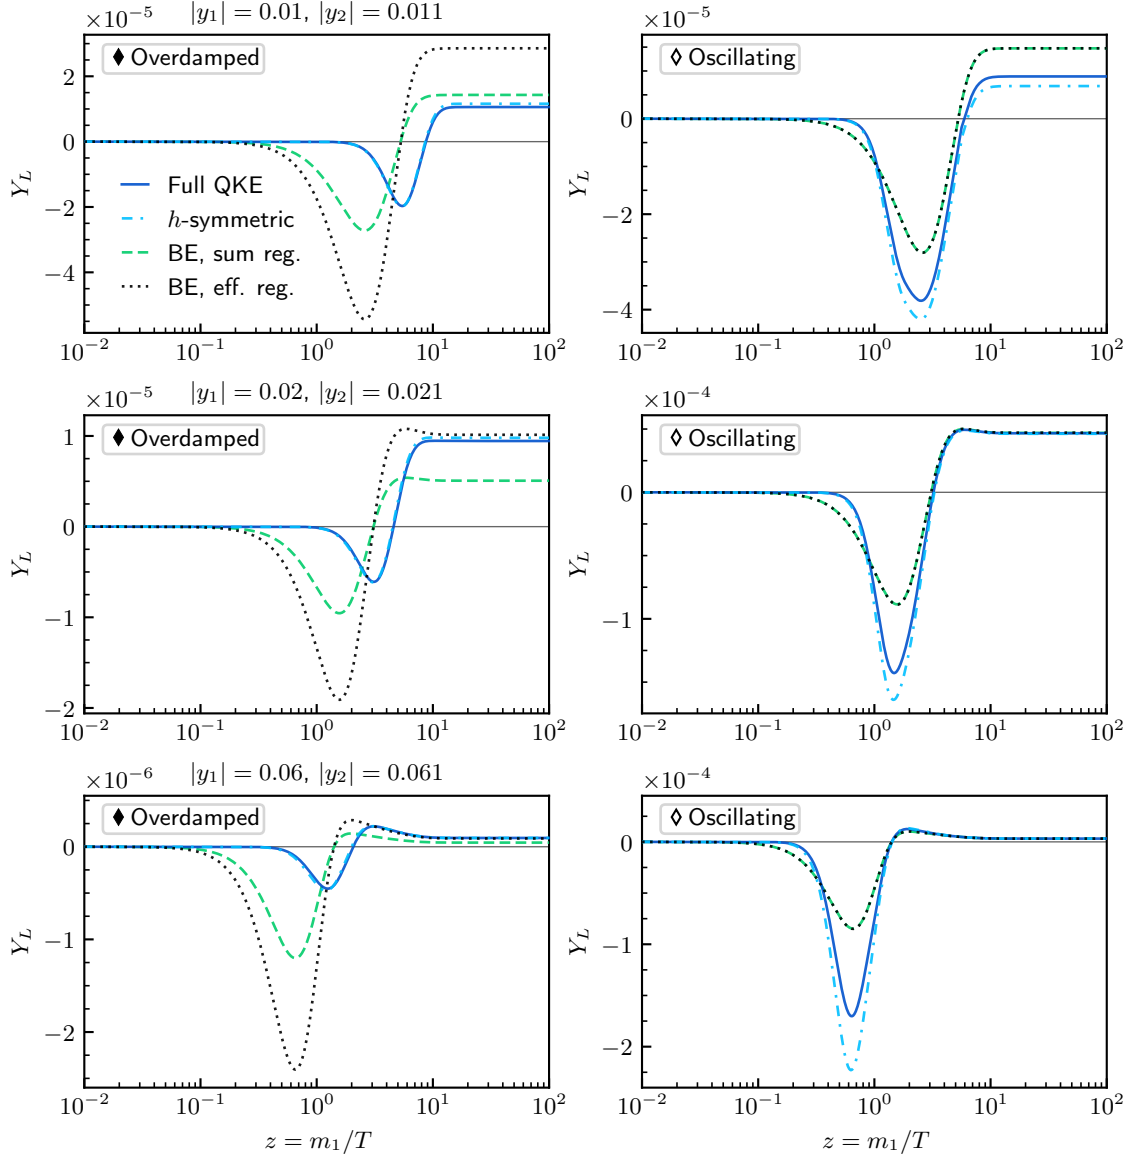 ×10⁻⁵
|y₁| = 0.01, |y₂| = 0.011
×10⁻⁵
♦ Overdamped
◊ Oscillating
2
0
−2
−4
Y_L
Full QKE
h-symmetric
BE, sum reg.
BE, eff. reg.
0
−2
−4
Y_L
10⁻² 10⁻¹ 10⁰ 10¹ 10²
10⁻² 10⁻¹ 10⁰ 10¹ 10²
×10⁻⁵
|y₁| = 0.02, |y₂| = 0.021
×10⁻⁴
♦ Overdamped
◊ Oscillating
1
0
−1
−2
Y_L
0
−1
Y_L
10⁻² 10⁻¹ 10⁰ 10¹ 10²
10⁻² 10⁻¹ 10⁰ 10¹ 10²
×10⁻⁶
|y₁| = 0.06, |y₂| = 0.061
×10⁻⁴
♦ Overdamped
◊ Oscillating
0
−1
−2
Y_L
0
−2
−4
Y_L
10⁻² 10⁻¹ 10⁰ 10¹ 10²
10⁻² 10⁻¹ 10⁰ 10¹ 10²
z = m₁/T
z = m₁/T